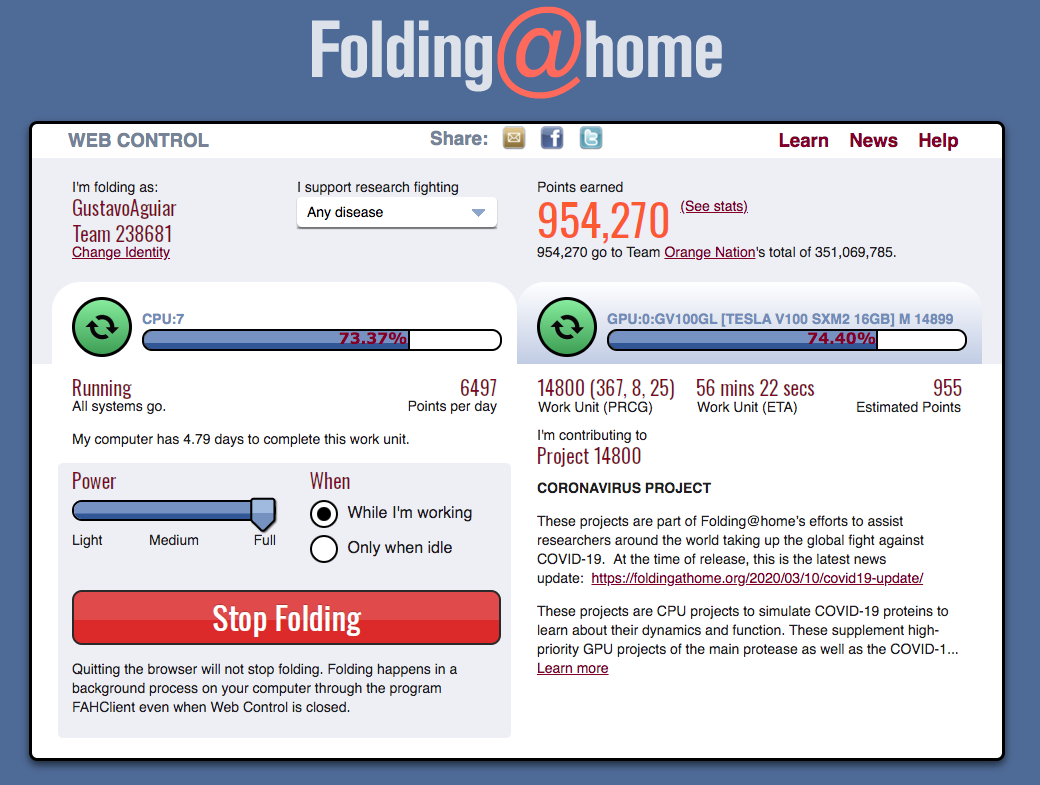 Folding@home
WEB CONTROL
Share:
Learn News Help
I'm folding as:
GustavoAguiar
Team 238681
Change Identity
I support research fighting
Any disease
Points earned
954,270 (See stats)
954,270 go to Team Orange Nation's total of 351,069,785.
CPU:7
73.37%
GPU:0:GV100GL [TESLA V100 SXM2 16GB] M 14899
74.40%
Running
All systems go.
6497
Points per day
My computer has 4.79 days to complete this work unit.
Power
Light Medium Full
When
While I'm working
Only when idle
Stop Folding
Quitting the browser will not stop folding. Folding happens in a
background process on your computer through the program
FAHClient even when Web Control is closed.
14800 (367, 8, 25)
Work Unit (PRCG)
56 mins 22 secs
Work Unit (ETA)
955
Estimated Points
I'm contributing to
Project 14800
CORONAVIRUS PROJECT
These projects are part of Folding@home's efforts to assist
researchers around the world taking up the global fight against
COVID-19. At the time of release, this is the latest news
update: https://foldingathome.org/2020/03/10/covid19-update/
These projects are CPU projects to simulate COVID-19 proteins to
learn about their dynamics and function. These supplement high-
priority GPU projects of the main protease as well as the COVID-1...
Learn more